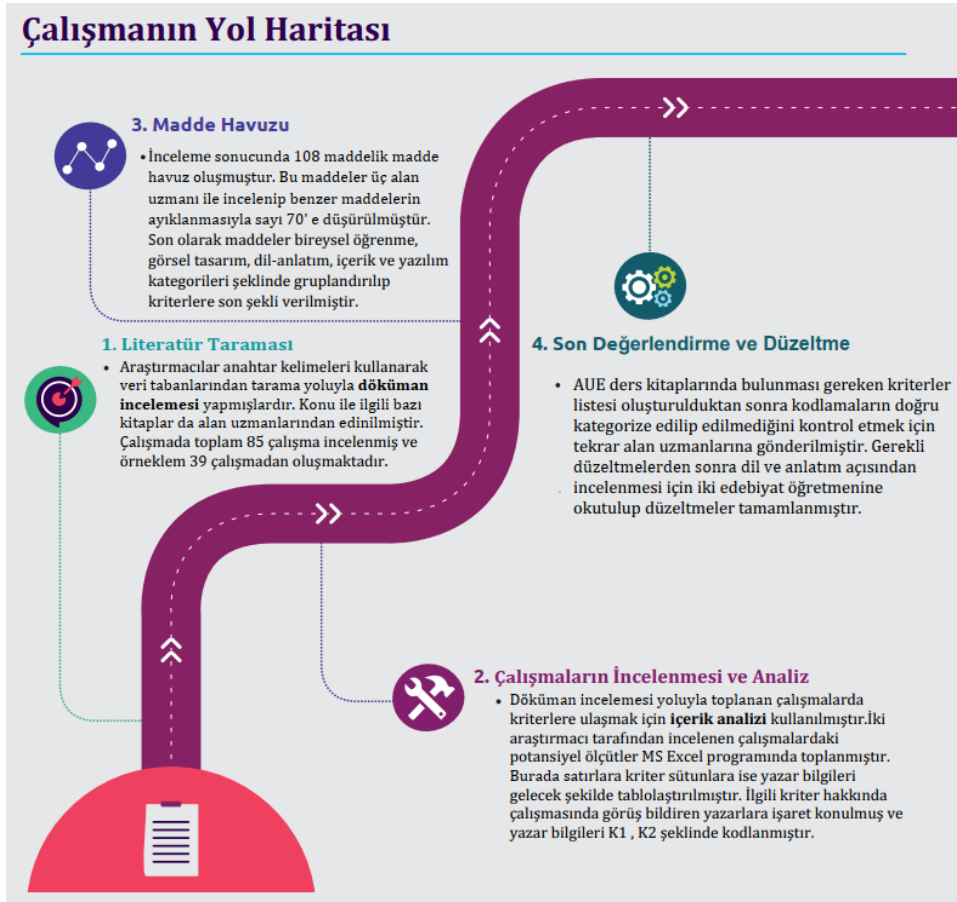 Çalışmanın Yol Haritası
3. Madde Havuzu
• İnceleme sonucunda 108 maddelik madde
havuz oluşmuştur. Bu maddeler üç alan
uzmanı ile incelenip benzer maddelerin
ayıklanmasıyla sayı 70’ e düşürülmüştür.
Son olarak maddeler bireysel öğrenme,
görsel tasarım, dil-anlatım, içerik ve yazılım
kategorileri şeklinde gruplandırılıp
kriterlere son şekli verilmiştir.
1. Literatür Taraması
• Araştırmacılar anahtar kelimeleri kullanarak
veri tabanlarından tarama yoluyla döküman
incelemesi yapmışlardır. Konu ile ilgili bazı
kitaplar da alan uzmanlarından edinilmiştir.
Çalışmada toplam 85 çalışma incelenmiş ve
örneklem 39 çalışmadan oluşmaktadır.
4. Son Değerlendirme ve Düzeltme
• AUE ders kitaplarında bulunması gereken kriterler
listesi oluşturulduktan sonra kodlamaların doğru
kategorize edilip edilmediğini kontrol etmek için
tekrar alan uzmanlarına gönderilmiştir. Gerekli
düzeltmelerden sonra dil ve anlatım açısından
incelenmesi için iki edebiyat öğretmenine
okutulup düzeltmeler tamamlanmıştır.
2. Çalışmaların İncelenmesi ve Analiz
• Döküman incelemesi yoluyla toplanan çalışmalarda
kriterlere ulaşmak için içerik analizi kullanılmıştır.İki
araştırmacı tarafından incelenen çalışmalardaki
potansiyel ölçütler MS Excel programında toplanmıştır.
Burada satırlara kriter sütunlara ise yazar bilgileri
gelecek şekilde tablolaştırılmıştır. İlgili kriter hakkında
çalışmasında görüş bildiren yazarlara işaret konulmuş ve
yazar bilgileri K1 , K2 şeklinde kodlanmıştır.